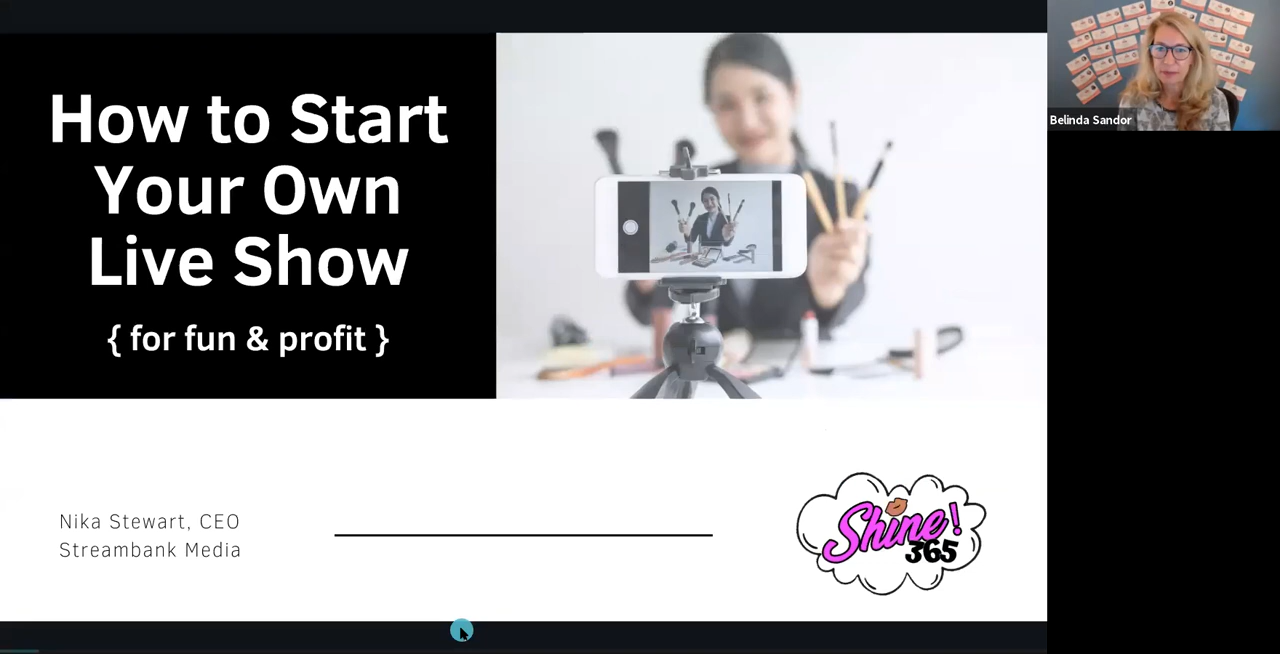 How to Start
Your Own
Live Show
{ for fun & profit }
Nika Stewart, CEO
Streambank Media
Shine!
365
Belinda Sandor